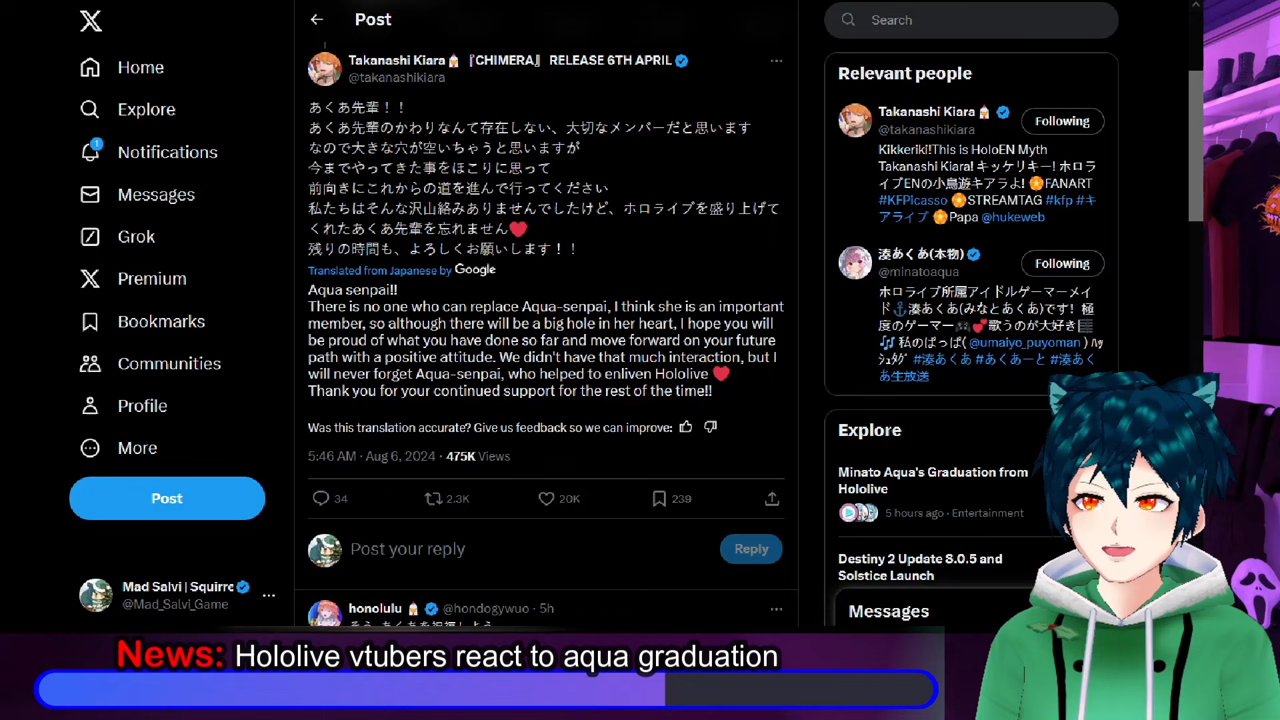 Home
Explore
1
Notifications
Messages
Grok
Premium
Bookmarks
Communities
Profile
More
Post
Mad Salvi | Squirrc
@Mad_Salvi_Game
Post
Takanashi Kiara 『CHIMERA』 RELEASE 6TH APRIL
@takanashikiara
あくあ先輩！！
あくあ先輩のかわりなんて存在しない、大切なメンバーだと思います
なので大きな穴が空いちゃうと思いますが
今までやってきた事をほこりに思って
前向きにこれからの道を進んで行ってください
私たちはそんな沢山絡みありませんでしたけど、ホロライブを盛り上げて
くれたあくあ先輩を忘れません❤
残りの時間も、よろしくお願いします！！
Translated from Japanese by Google
Aqua senpai!!
There is no one who can replace Aqua-senpai, I think she is an important
member, so although there will be a big hole in her heart, I hope you will
be proud of what you have done so far and move forward on your future
path with a positive attitude. We didn't have that much interaction, but I
will never forget Aqua-senpai, who helped to enliven Hololive ❤
Thank you for your continued support for the rest of the time!!
Was this translation accurate? Give us feedback so we can improve:
5:46 AM · Aug 6, 2024 · 475K Views
34 2.3K 20K 239
Post your reply
Reply
honolulu @hondogywuo · 5h
Search
Relevant people
Takanashi Kiara
@takanashikiara
Following
Kikkeriki!This is HoloEN Myth
Takanashi Kiara! キッケリキー! ホロラ
イブENの小鳥遊キアラよ! FANART
#KFPicasso STREAMTAG #kfp #キ
アライブ Papa @hukeweb
湊あくあ(本物)
@minatoaqua
Following
ホロライブ所属アイドルゲーマーメイ
ド⚓湊あくあ(みなとあくあ)です！極
度のゲーマー🎮💕歌うのが大好き🎹
🎶 私のぱっぱ( @umaiyo_puyoman ) ﾊｯ
ｼｭﾀｸﾞ #湊あくあ #あくあーと #湊あく
あ生放送
Explore
Minato Aqua's Graduation from
Hololive
5 hours ago · Entertainment
Destiny 2 Update 8.0.5 and
Solstice Launch
Messages
News: Hololive vtubers react to aqua graduation